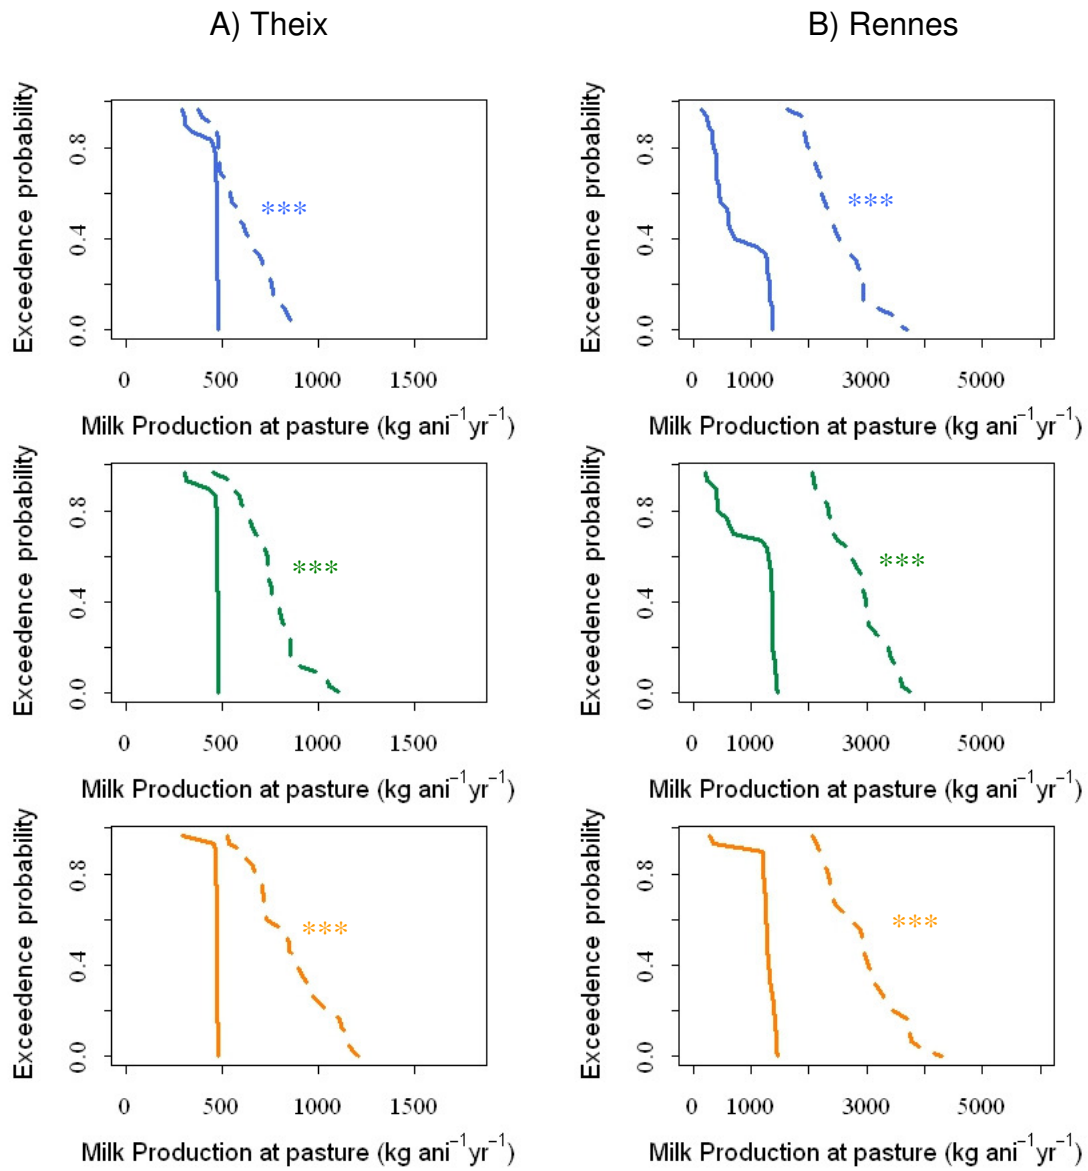 A) Theix
B) Rennes
Exceedence probability
0.0 0.4 0.8
***
0 500 1000 1500
Milk Production at pasture (kg ani⁻¹yr⁻¹)
Exceedence probability
0.0 0.4 0.8
***
0 1000 3000 5000
Milk Production at pasture (kg ani⁻¹yr⁻¹)
Exceedence probability
0.0 0.4 0.8
***
0 500 1000 1500
Milk Production at pasture (kg ani⁻¹yr⁻¹)
Exceedence probability
0.0 0.4 0.8
***
0 1000 3000 5000
Milk Production at pasture (kg ani⁻¹yr⁻¹)
Exceedence probability
0.0 0.4 0.8
***
0 500 1000 1500
Milk Production at pasture (kg ani⁻¹yr⁻¹)
Exceedence probability
0.0 0.4 0.8
***
0 1000 3000 5000
Milk Production at pasture (kg ani⁻¹yr⁻¹)